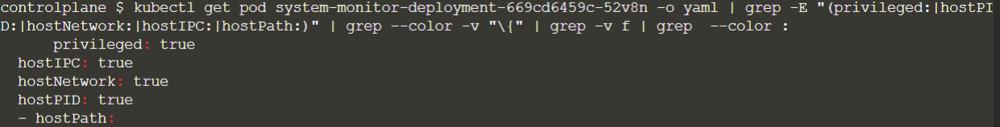 controlplane $ kubectl get pod system-monitor-deployment-669cd6459c-52v8n -o yaml | grep -E "(privileged:|hostPI
D:|hostNetwork:|hostIPC:|hostPath:)" | grep --color -v "\{" | grep -v f | grep  --color :
      privileged: true
  hostIPC: true
  hostNetwork: true
  hostPID: true
  - hostPath: